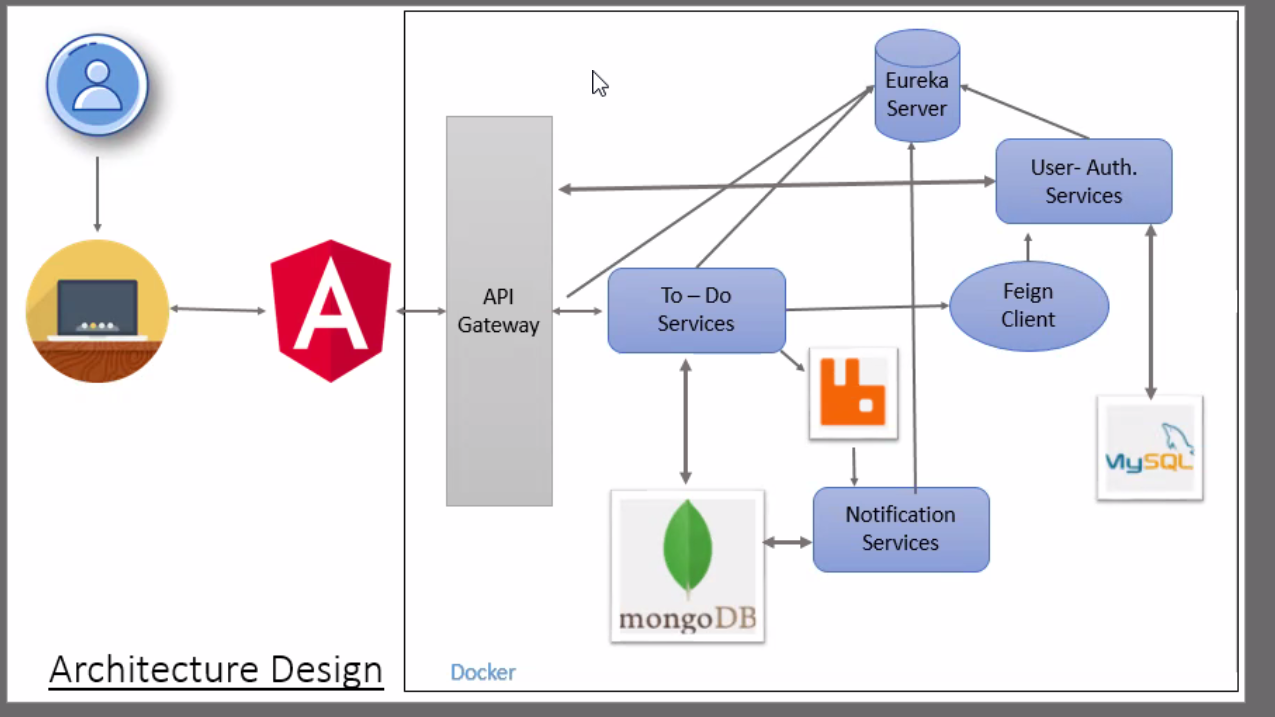 Eureka
Server
User- Auth.
Services
API
Gateway
To – Do
Services
Feign
Client
MySQL
Notification
Services
mongoDB
Architecture Design
Docker